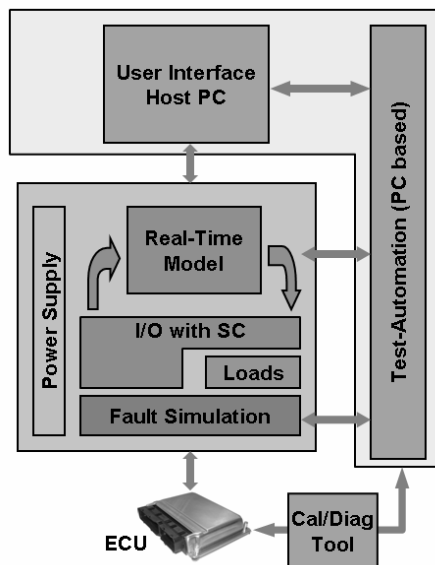 User Interface
Host PC
Test-Automation (PC based)
Power Supply
Real-Time
Model
I/O with SC
Loads
Fault Simulation
ECU
Cal/Diag
Tool